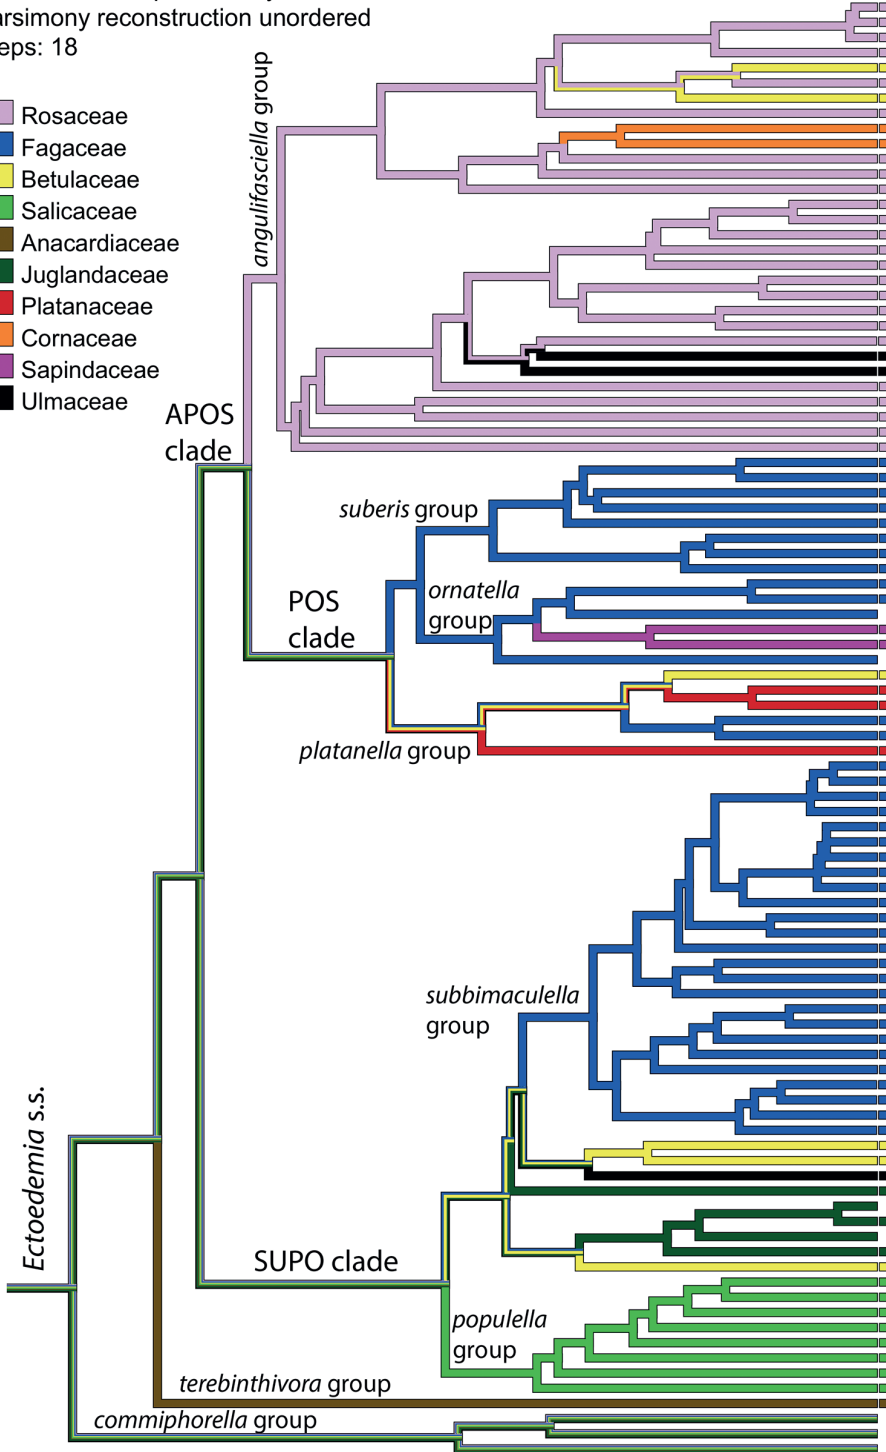 arsimony reconstruction unordered
eps: 18
Rosaceae
Fagaceae
Betulaceae
Salicaceae
Anacardiaceae
Juglandaceae
Platanaceae
Cornaceae
Sapindaceae
Ulmaceae
angulifasciella group
APOS
clade
suberis group
ornatella
group
POS
clade
platanella group
subbimaculella
group
Ectoedemia s.s.
SUPO clade
populella
group
terebinthivora group
commiphorella group